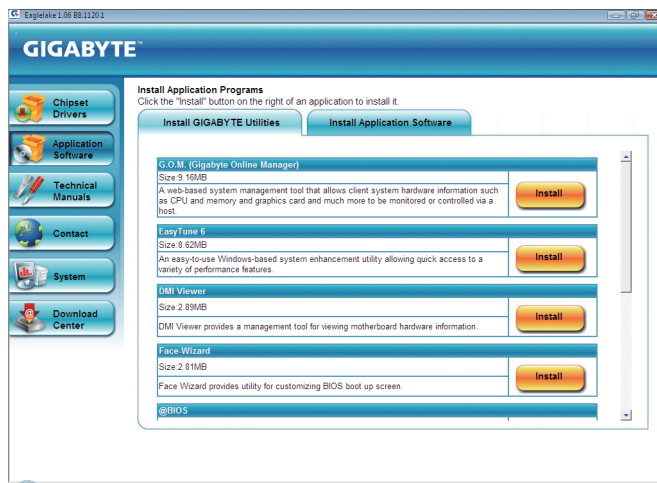 Eaglelake 1.06 B8.1120.1
GIGABYTE™
Chipset
Drivers
Application
Software
Technical
Manuals
Contact
System
Download
Center
Install Application Programs
Click the "Install" button on the right of an application to install it.
Install GIGABYTE Utilities
Install Application Software
G.O.M. (Gigabyte Online Manager)
Size:9.16MB
A web-based system management tool that allows client system hardware information such
as CPU and memory and graphics card and much more to be monitored or controlled via a
host.
Install
EasyTune 6
Size:8.62MB
An easy-to-use Windows-based system enhancement utility allowing quick access to a
variety of performance features.
Install
DMI Viewer
Size:2.89MB
DMI Viewer provides a management tool for viewing motherboard hardware information.
Install
Face-Wizard
Size:2.81MB
Face Wizard provides utility for customizing BIOS boot up screen.
Install
@BIOS